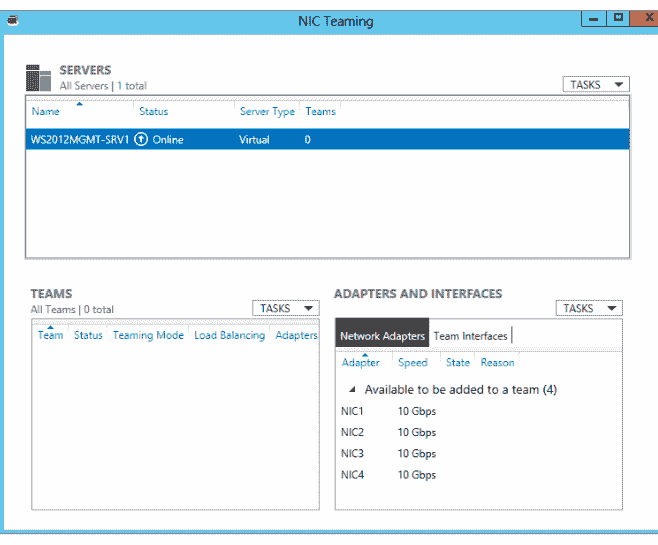 NIC Teaming
SERVERS
All Servers | 1 total
TASKS
Name Status Server Type Teams
WS2012MGMT-SRV1 Online Virtual 0
TEAMS
All Teams | 0 total
TASKS
Team Status Teaming Mode Load Balancing Adapters
ADAPTERS AND INTERFACES
TASKS
Network Adapters Team Interfaces
Adapter Speed State Reason
Available to be added to a team (4)
NIC1 10 Gbps
NIC2 10 Gbps
NIC3 10 Gbps
NIC4 10 Gbps